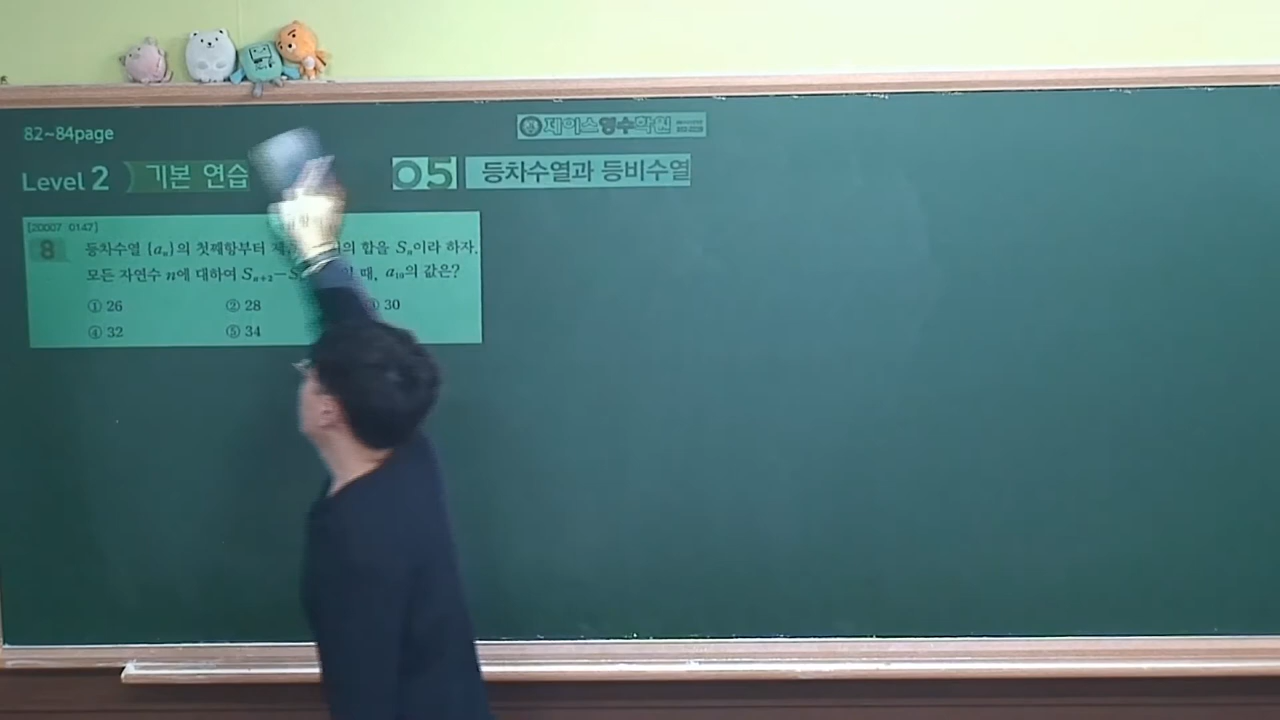 82~84page
제이스영수학원
Level 2 기본 연습
05 등차수열과 등비수열
[20007 0147]
8
등차수열 {aₙ}의 첫째항부터 의 합을 Sₙ이라 하자.
모든 자연수 n에 대하여 Sₙ₊₂-S 때, a₁₀의 값은?
① 26 ② 28 30
④ 32 ⑤ 34